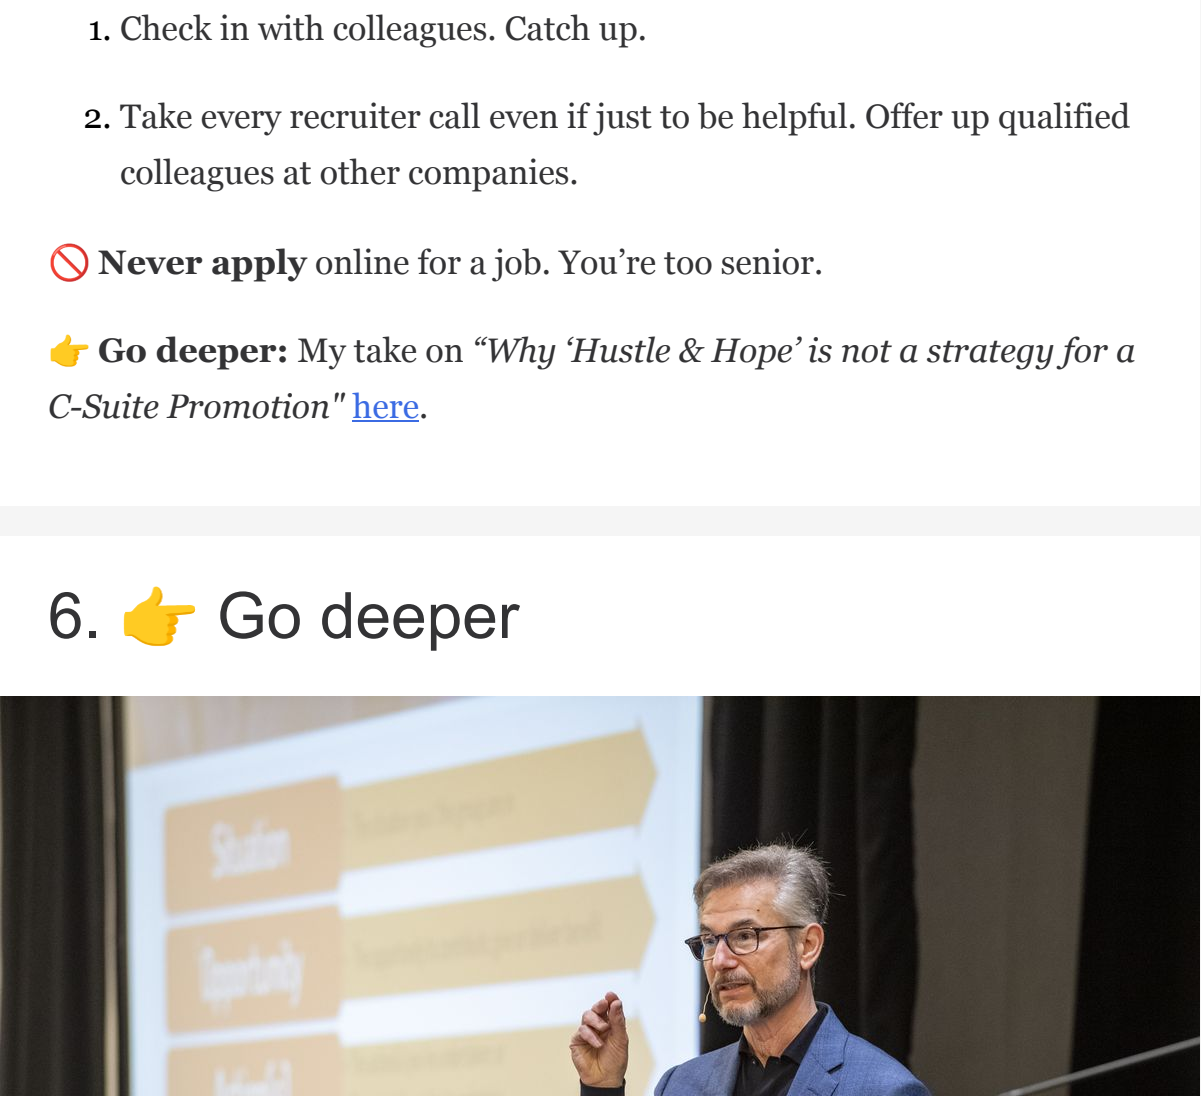 1. Check in with colleagues. Catch up.
2. Take every recruiter call even if just to be helpful. Offer up qualified
colleagues at other companies.
🚫 Never apply online for a job. You’re too senior.
👉 Go deeper: My take on “Why ‘Hustle & Hope’ is not a strategy for a
C-Suite Promotion" here.
6. 👉 Go deeper
Situation
Opportunity